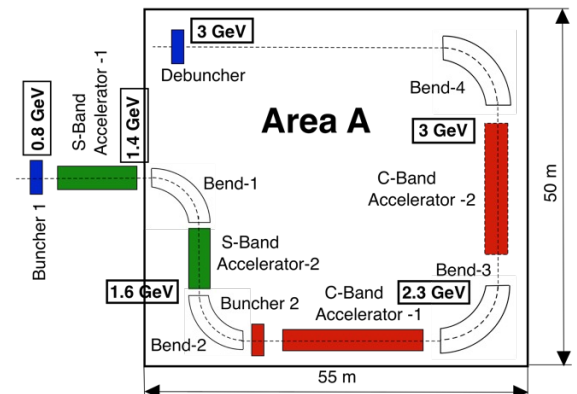 3 GeV
Debuncher
Bend-4
0.8 GeV
S-Band
Accelerator -1
1.4 GeV
Area A
3 GeV
50 m
Buncher 1
Bend-1
C-Band
Accelerator -2
S-Band
Accelerator-2
Bend-3
1.6 GeV
Buncher 2
C-Band
Accelerator -1
2.3 GeV
Bend-2
55 m